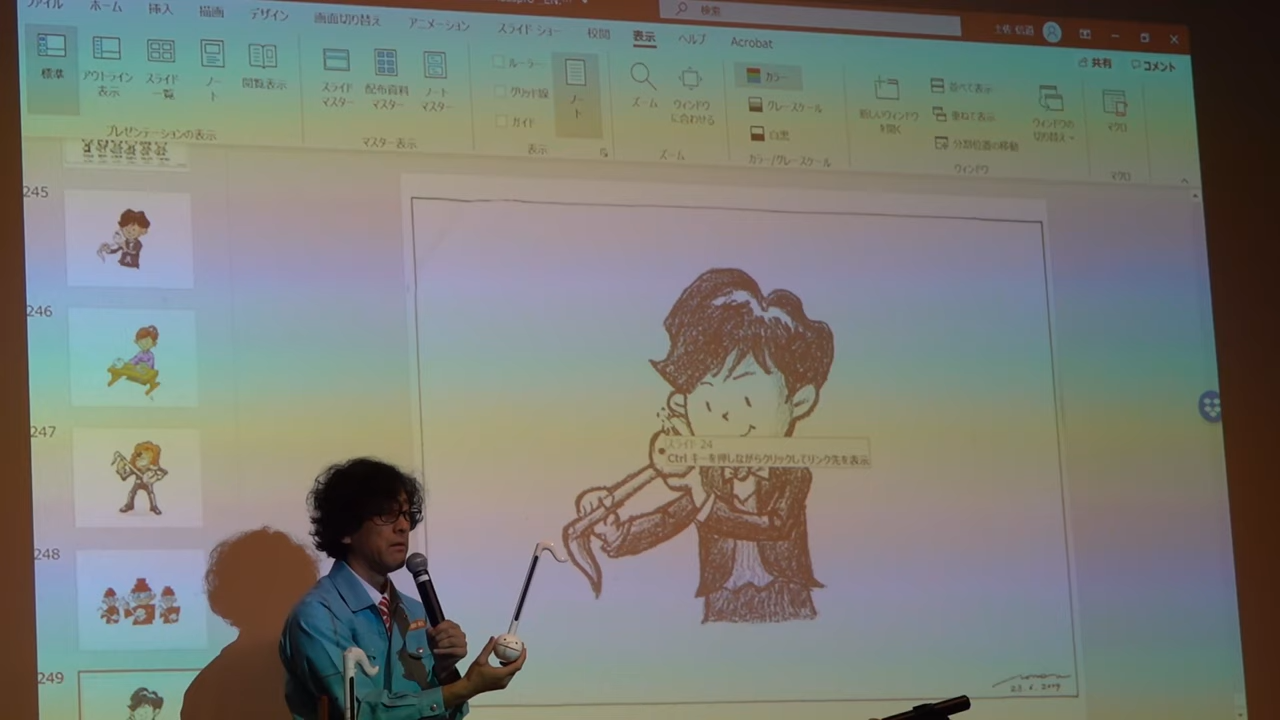 検索
土佐 信道
ファイル ホーム 挿入 描画 デザイン 画面切り替え アニメーション スライド ショー 校閲 表示 ヘルプ Acrobat
共有 コメント
標準
アウトライン
表示
スライド
一覧
ノー
ト
閲覧表示
プレゼンテーションの表示
スライド
マスター
配布資料
マスター
ノート
マスター
マスター表示
ルーラー
グリッド線
ガイド
ノー
ト
表示
ズーム
ウィンドウ
に合わせる
ズーム
カラー
グレースケール
白黒
カラー/グレースケール
新しいウィンドウ
を開く
並べて表示
重ねて表示
分割位置の移動
ウィンドウの
切り替え
ウィンドウ
マクロ
マクロ
245
246
247
248
249
スライド 24
Ctrl キーを押しながらクリックしてリンク先を表示